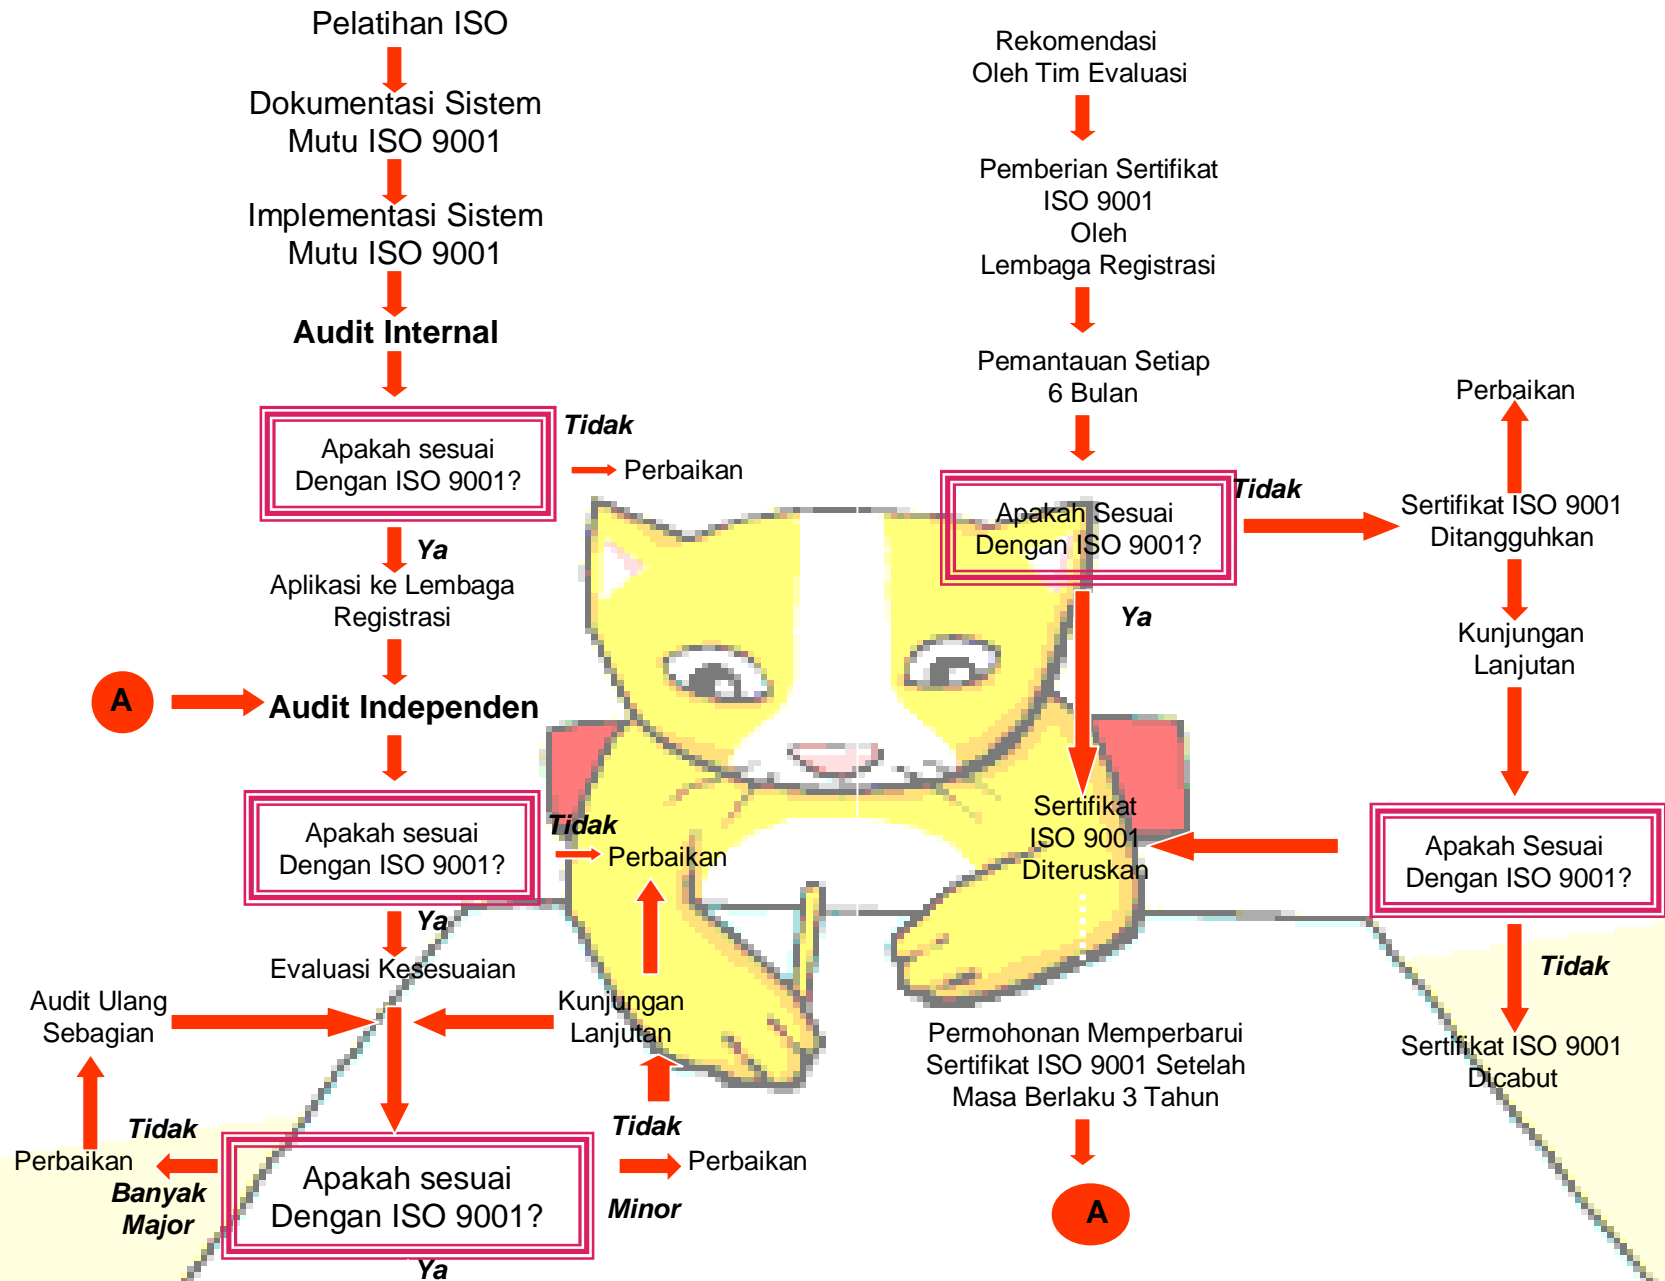 Pelatihan ISO
Dokumentasi Sistem
Mutu ISO 9001
Implementasi Sistem
Mutu ISO 9001
Audit Internal
Apakah sesuai
Dengan ISO 9001?
Tidak
Perbaikan
Ya
Aplikasi ke Lembaga
Registrasi
A
Audit Independen
Apakah sesuai
Dengan ISO 9001?
Tidak
Perbaikan
Ya
Evaluasi Kesesuaian
Audit Ulang
Sebagian
Kunjungan
Lanjutan
Tidak
Perbaikan
Banyak
Major
Apakah sesuai
Dengan ISO 9001?
Tidak
Perbaikan
Minor
Ya
Rekomendasi
Oleh Tim Evaluasi
Pemberian Sertifikat
ISO 9001
Oleh
Lembaga Registrasi
Pemantauan Setiap
6 Bulan
Apakah Sesuai
Dengan ISO 9001?
Tidak
Ya
Perbaikan
Sertifikat ISO 9001
Ditangguhkan
Kunjungan
Lanjutan
Sertifikat
ISO 9001
Diteruskan
Apakah Sesuai
Dengan ISO 9001?
Tidak
Sertifikat ISO 9001
Dicabut
Permohonan Memperbarui
Sertifikat ISO 9001 Setelah
Masa Berlaku 3 Tahun
A